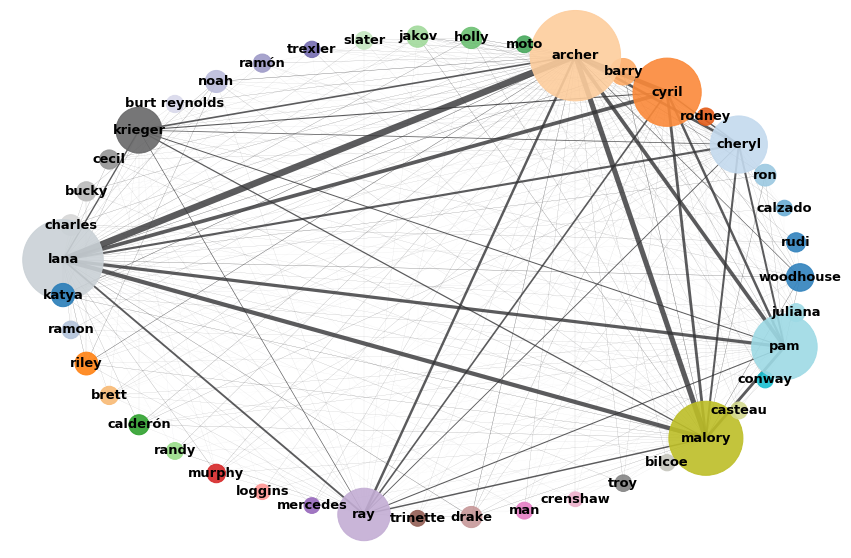 slater
jakov
holly
moto
trexler
archer
ramón
barry
noah
cyril
burt reynolds
rodney
krieger
cheryl
cecil
ron
bucky
calzado
charles
rudi
lana
woodhouse
katya
juliana
ramon
pam
riley
conway
brett
casteau
calderón
malory
randy
bilcoe
murphy
troy
loggins
crenshaw
mercedes
man
ray
trinette
drake